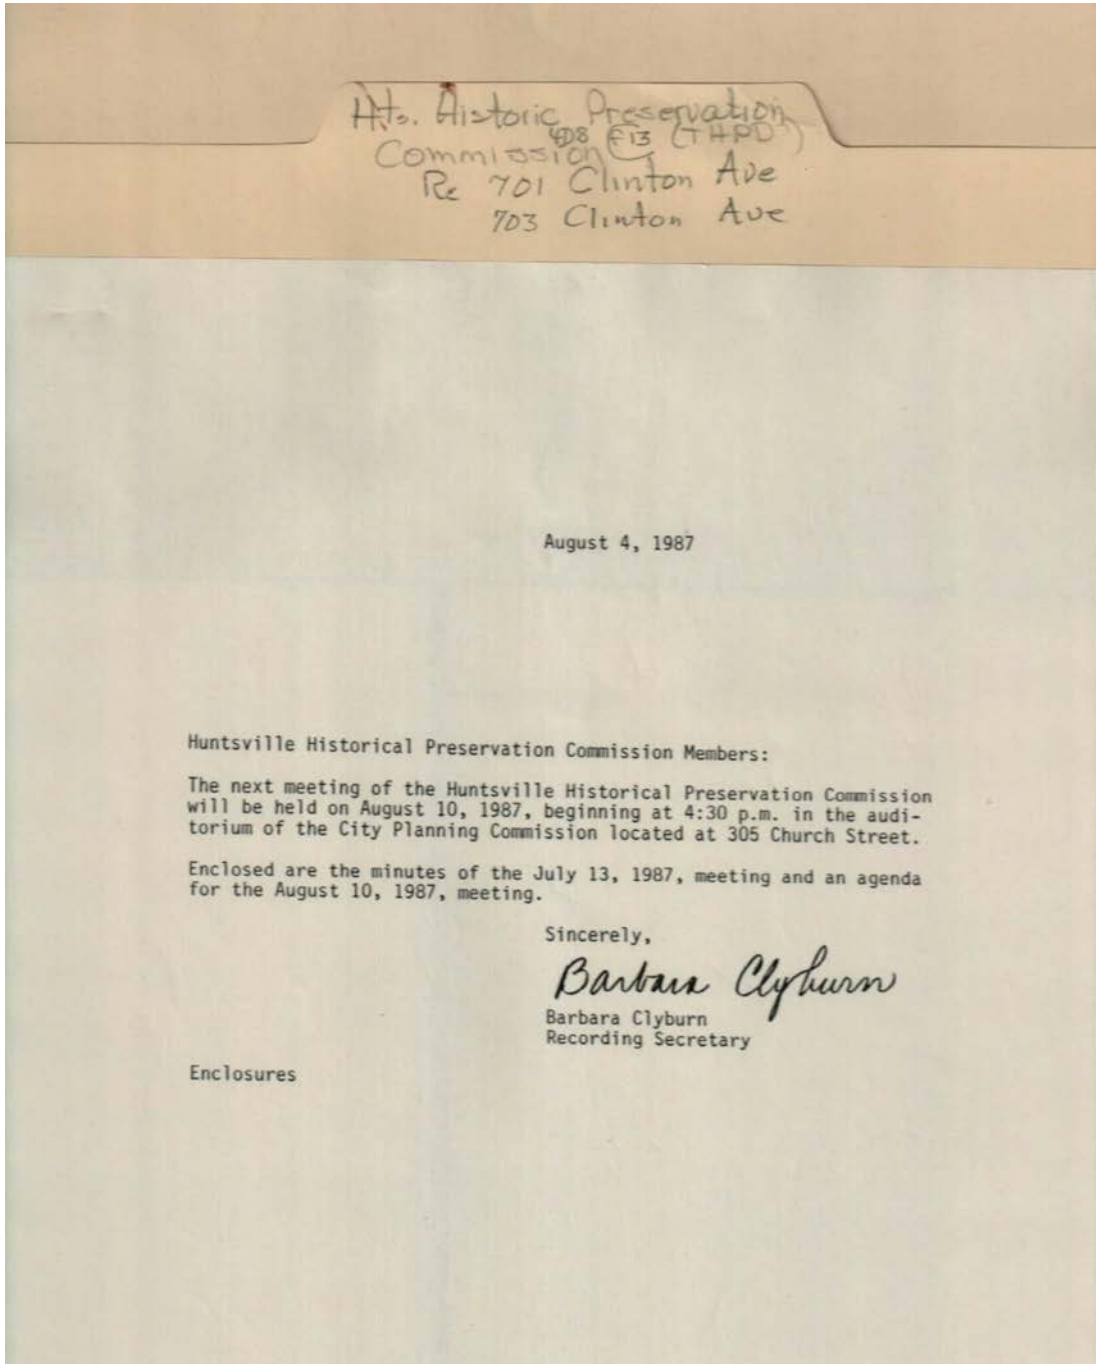 Hts. Historic Preservation
408 F13 (THPD)
Commission
Re 701 Clinton Ave
703 Clinton Ave
August 4, 1987
Huntsville Historical Preservation Commission Members:
The next meeting of the Huntsville Historical Preservation Commission
will be held on August 10, 1987, beginning at 4:30 p.m. in the audi-
torium of the City Planning Commission located at 305 Church Street.
Enclosed are the minutes of the July 13, 1987, meeting and an agenda
for the August 10, 1987, meeting.
Sincerely,
Barbara Clyburn
Barbara Clyburn
Recording Secretary
Enclosures